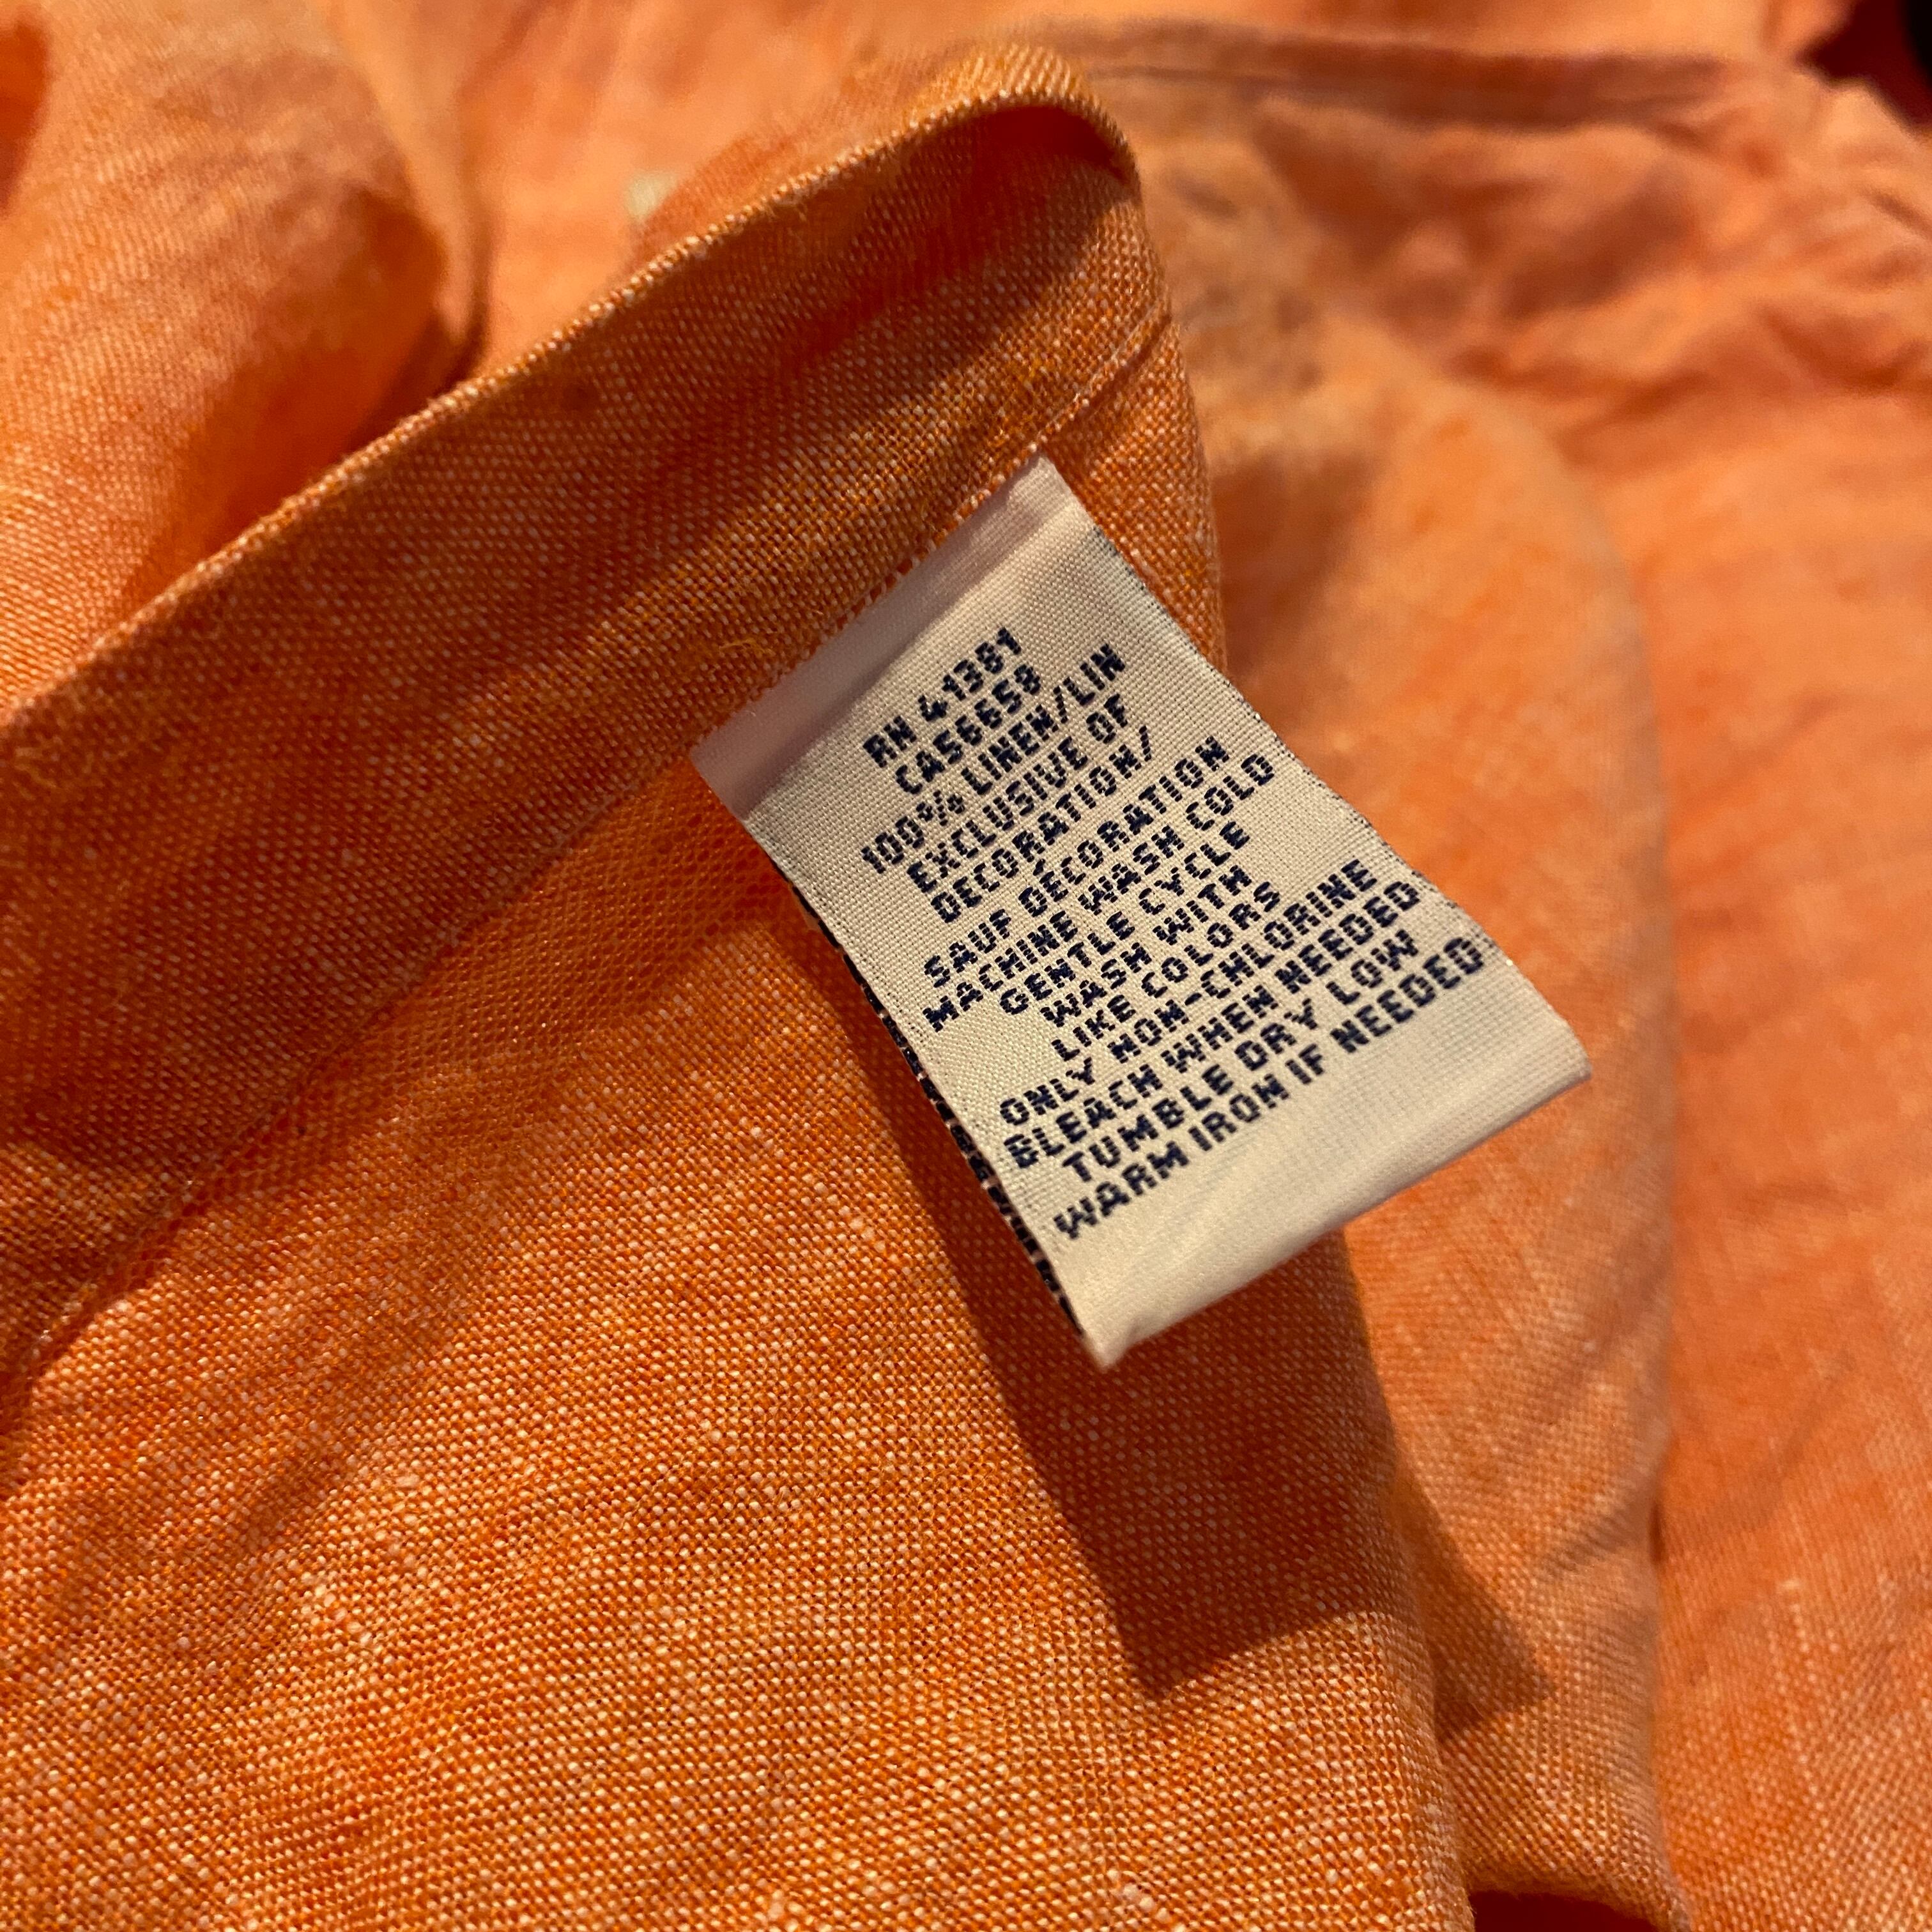 RN 41381
CA56658
100% LINEN/LIN
EXCLUSIVE OF
DECORATION/
SAUF DÉCORATION
MACHINE WASH COLD
GENTLE CYCLE
WASH WITH
LIKE COLORS
ONLY NON-CHLORINE
BLEACH WHEN NEEDED
TUMBLE DRY LOW
WARM IRON IF NEEDED